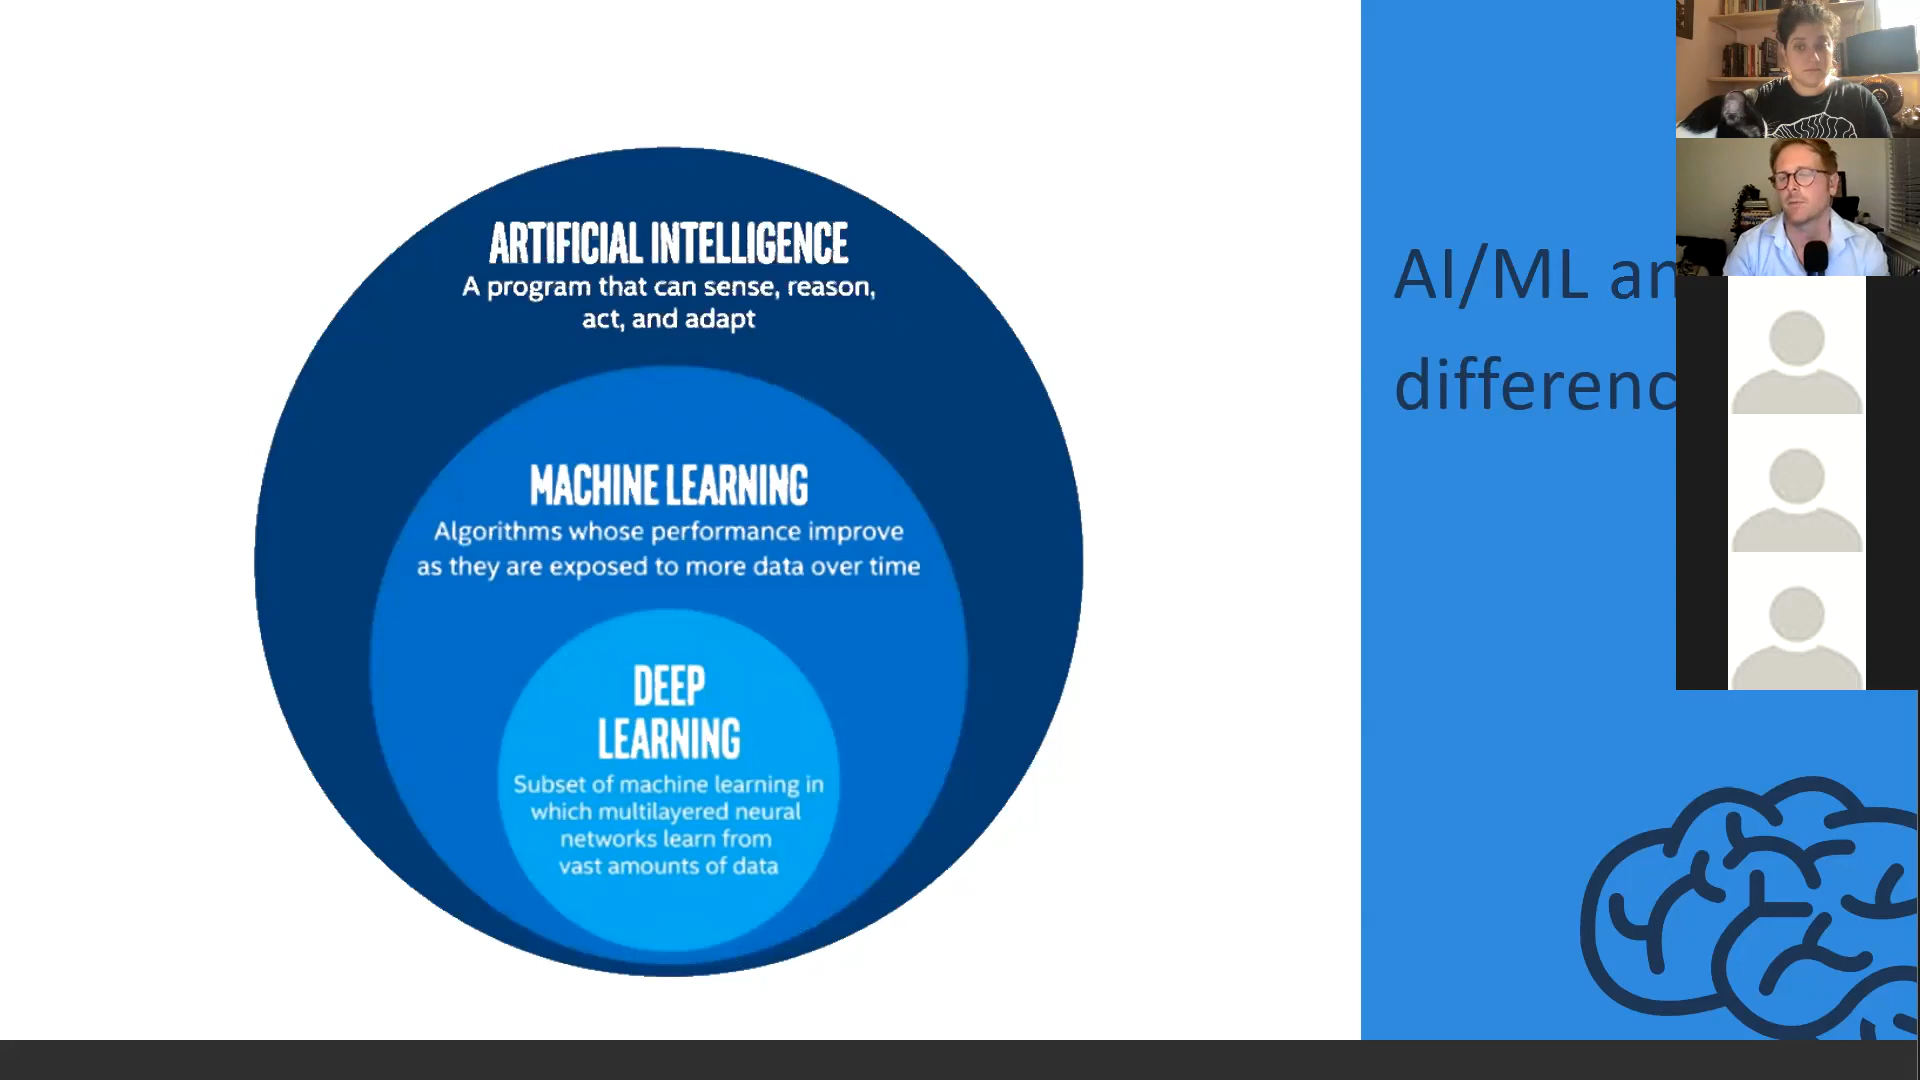 ARTIFICIAL INTELLIGENCE
A program that can sense, reason,
act, and adapt
MACHINE LEARNING
Algorithms whose performance improve
as they are exposed to more data over time
DEEP
LEARNING
Subset of machine learning in
which multilayered neural
networks learn from
vast amounts of data
AI/ML